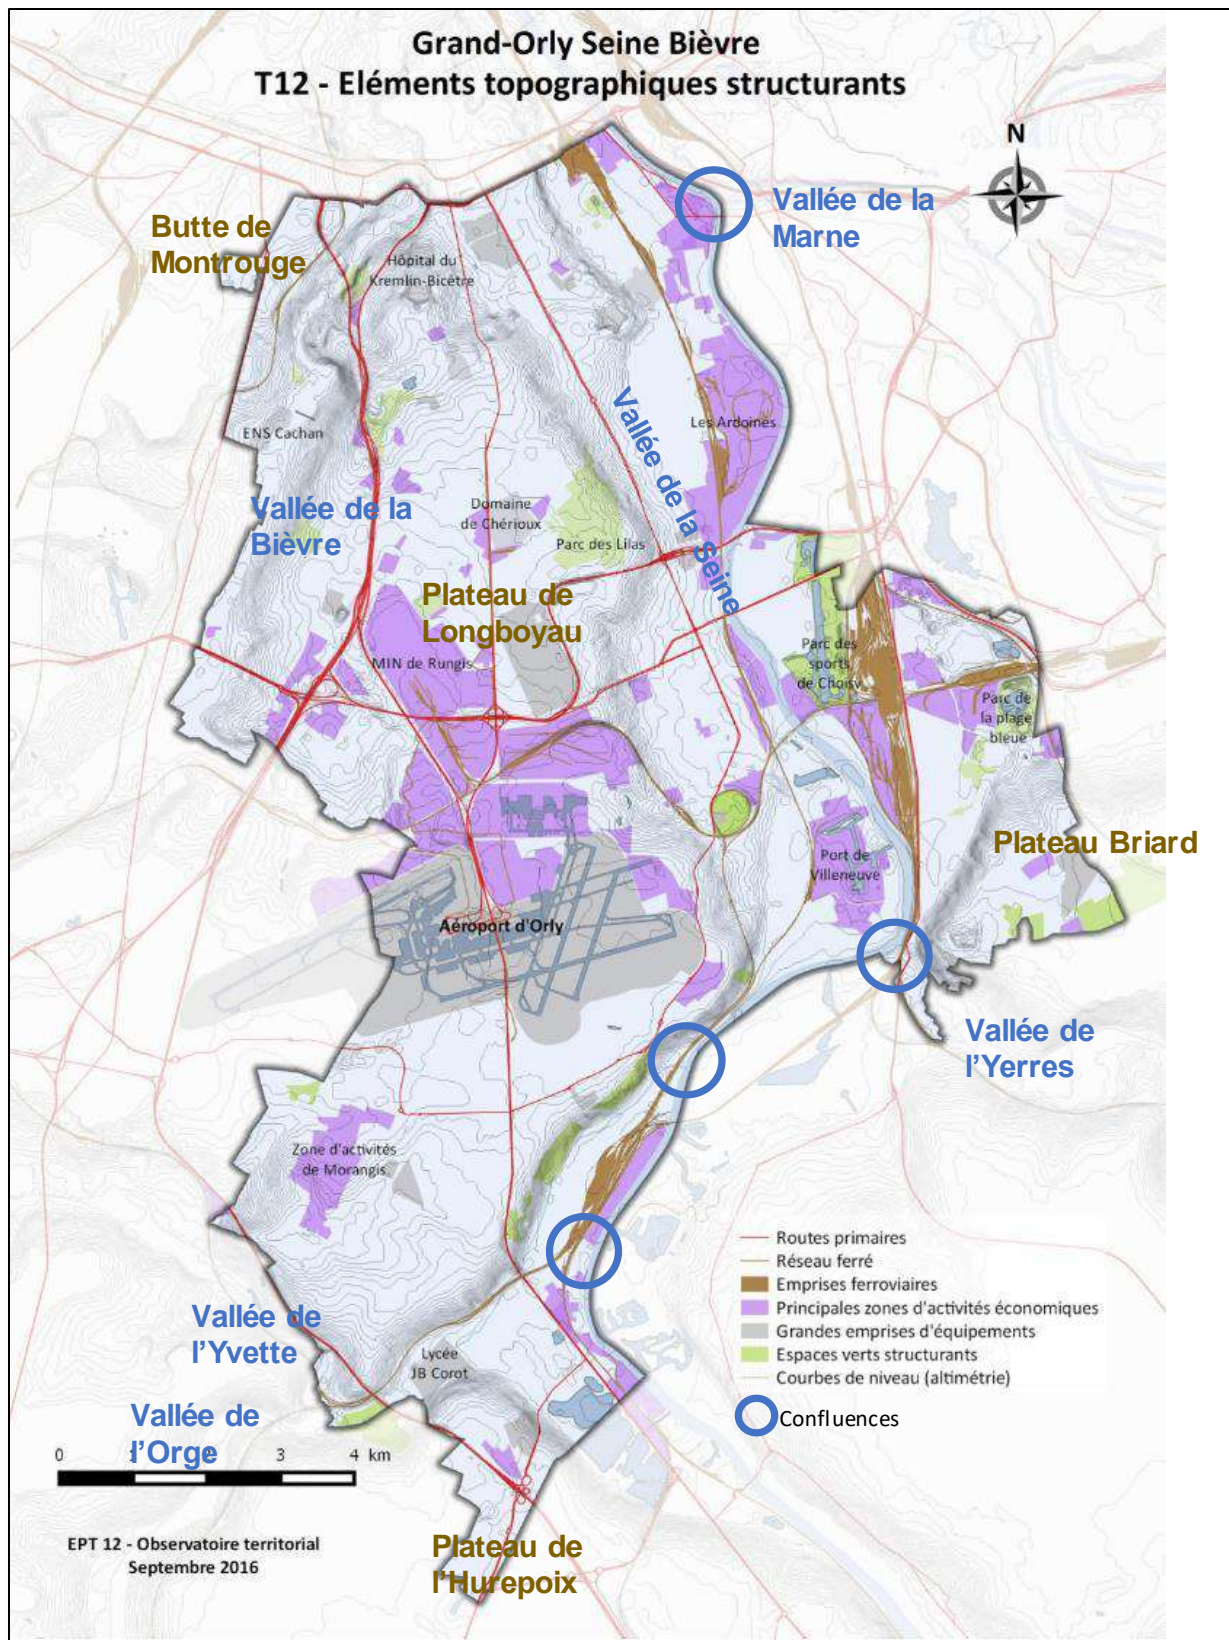 Grand-Orly Seine Bièvre
T12 - Eléments topographiques structurants
N
Butte de
Montrouge
Vallée de la
Marne
Hôpital du
Kremlin-Bicêtre
Vallée de la Seine
Les Ardoines
ENS Cachan
Vallée de la
Bièvre
Domaine
de Chérioux
Parc des Lilas
Plateau de
Longboyau
MIN de Rungis
Parc des
sports
de Choisy
Parc de
la plage
bleue
Plateau Briard
Port de
Villeneuve
Aéroport d'Orly
Vallée de
l'Yerres
Zone d'activités
de Morangis
Vallée de
l'Yvette
Lycée
JB Corot
Vallée de
l'Orge
Routes primaires
Réseau ferré
Emprises ferroviaires
Principales zones d'activités économiques
Grandes emprises d'équipements
Espaces verts structurants
Courbes de niveau (altimétrie)
Confluences
0 1 2 3 4 km
EPT 12 - Observatoire territorial
Septembre 2016
Plateau de
l'Hurepoix